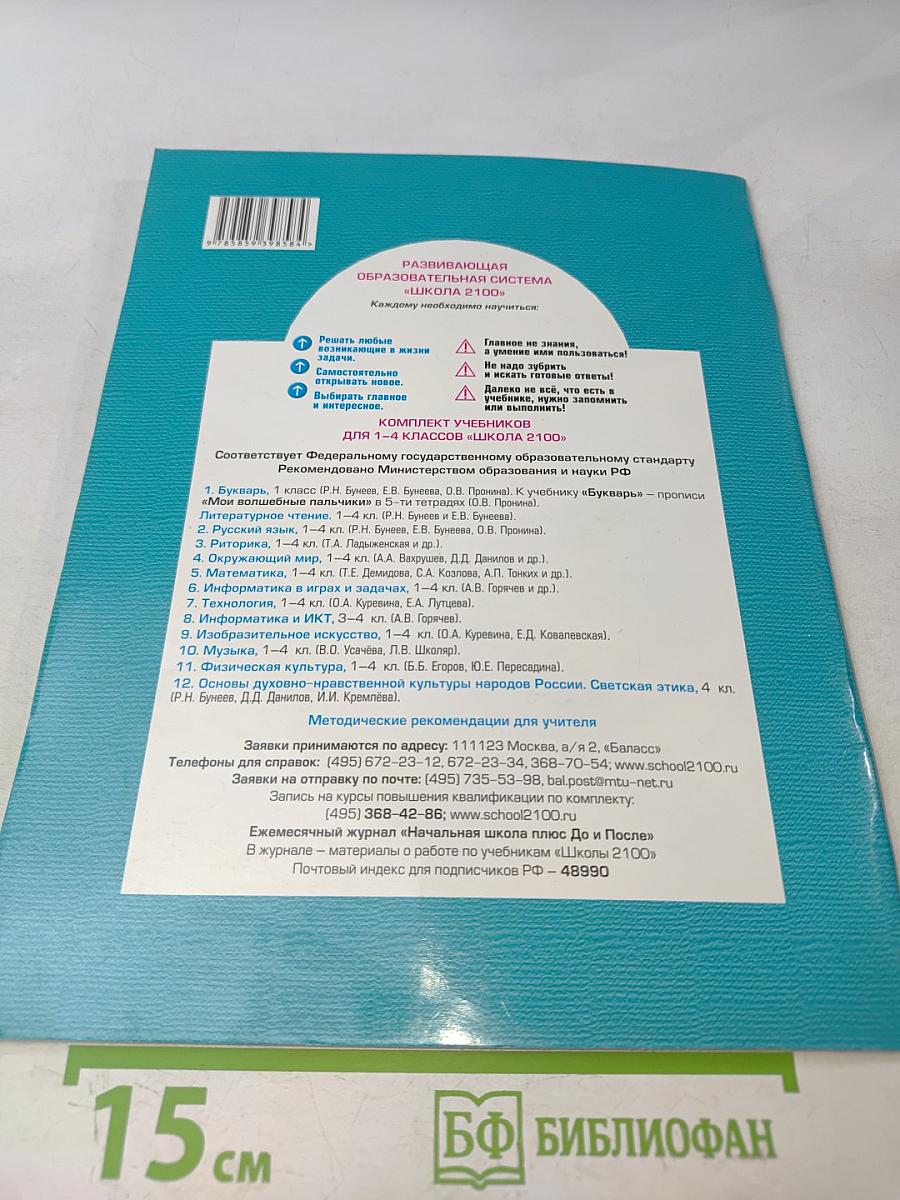 9 785859 398584 >
РАЗВИВАЮЩАЯ
ОБРАЗОВАТЕЛЬНАЯ СИСТЕМА
«ШКОЛА 2100»
Каждому необходимо научиться:
Решать любые
возникающие в жизни
задачи.
Самостоятельно
открывать новое.
Выбирать главное
и интересное.
Главное не знания,
а умение ими пользоваться!
Не надо зубрить
и искать готовые ответы!
Далеко не всё, что есть в
учебнике, нужно запомнить
или выполнить!
КОМПЛЕКТ УЧЕБНИКОВ
ДЛЯ 1–4 КЛАССОВ «ШКОЛА 2100»
Соответствует Федеральному государственному образовательному стандарту
Рекомендовано Министерством образования и науки РФ
1. Букварь, 1 класс (Р.Н. Бунеев, Е.В. Бунеева, О.В. Пронина). К учебнику «Букварь» – прописи
«Мои волшебные пальчики» в 5-ти тетрадях (О.В. Пронина).
Литературное чтение. 1–4 кл. (Р.Н. Бунеев и Е.В. Бунеева).
2. Русский язык, 1–4 кл. (Р.Н. Бунеев, Е.В. Бунеева, О.В. Пронина).
3. Риторика, 1–4 кл. (Т.А. Ладыженская и др.).
4. Окружающий мир, 1–4 кл. (А.А. Вахрушев, Д.Д. Данилов и др.).
5. Математика, 1–4 кл. (Т.Е. Демидова, С.А. Козлова, А.П. Тонких и др.).
6. Информатика в играх и задачах, 1–4 кл. (А.В. Горячев и др.).
7. Технология, 1–4 кл. (О.А. Куревина, Е.А. Лутцева).
8. Информатика и ИКТ, 3–4 кл. (А.В. Горячев).
9. Изобразительное искусство, 1–4 кл. (О.А. Куревина, Е.Д. Ковалевская).
10. Музыка, 1–4 кл. (В.О. Усачёва, Л.В. Школяр).
11. Физическая культура, 1–4 кл. (Б.Б. Егоров, Ю.Е. Пересадина).
12. Основы духовно-нравственной культуры народов России. Светская этика, 4 кл.
(Р.Н. Бунеев, Д.Д. Данилов, И.И. Кремлёва).
Методические рекомендации для учителя
Заявки принимаются по адресу: 111123 Москва, а/я 2, «Баласс»
Телефоны для справок: (495) 672–23–12, 672–23–34, 368–70–54; www.school2100.ru
Заявки на отправку по почте: (495) 735–53–98, bal.post@mtu-net.ru
Запись на курсы повышения квалификации по комплекту:
(495) 368–42–86; www.school2100.ru
Ежемесячный журнал «Начальная школа плюс До и После»
В журнале – материалы о работе по учебникам «Школы 2100»
Почтовый индекс для подписчиков РФ – 48990
15 см
БФ БИБЛИОФАН